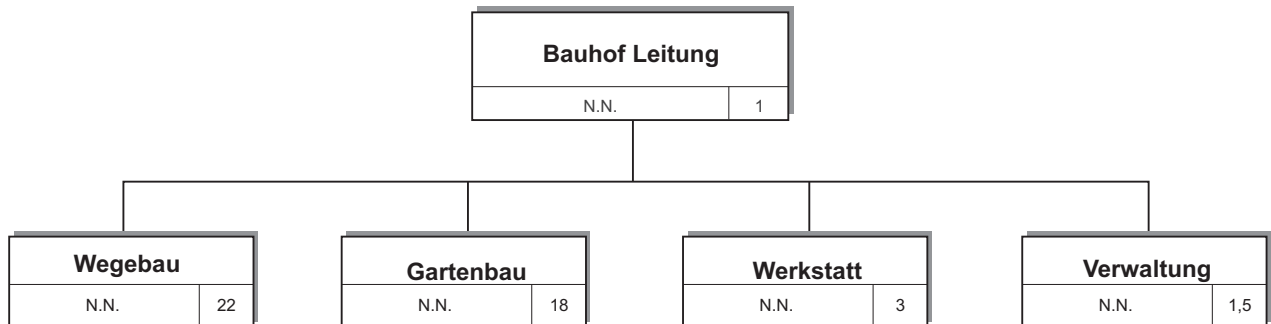 Bauhof Leitung
N.N. 1
Wegebau
N.N. 22
Gartenbau
N.N. 18
Werkstatt
N.N. 3
Verwaltung
N.N. 1,5